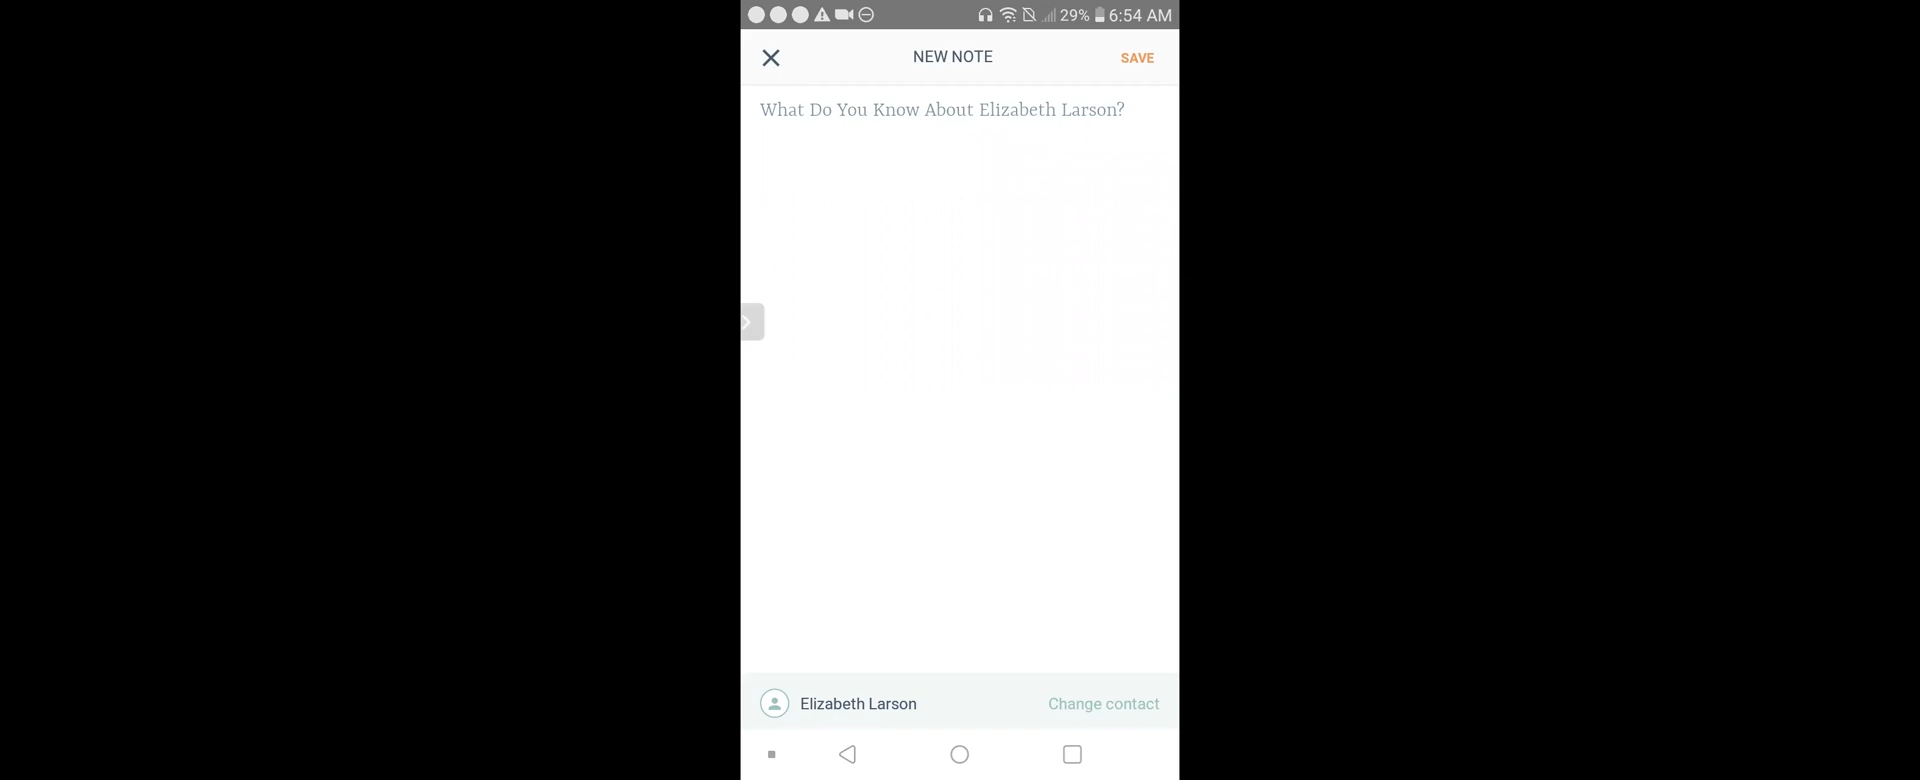 29% 6:54 AM
NEW NOTE SAVE
What Do You Know About Elizabeth Larson?
Elizabeth Larson Change contact